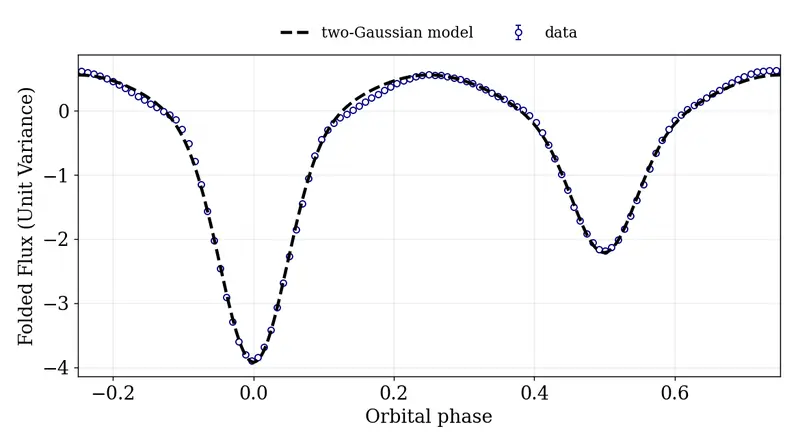 two-Gaussian model data
Folded Flux (Unit Variance)
0
−1
−2
−3
−4
−0.2 0.0 0.2 0.4 0.6
Orbital phase